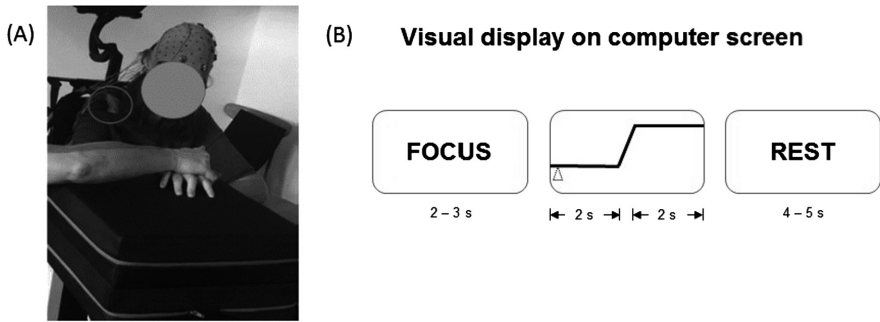 (A)
(B)
Visual display on computer screen
FOCUS
REST
2 – 3 s
2 s
2 s
4 – 5 s